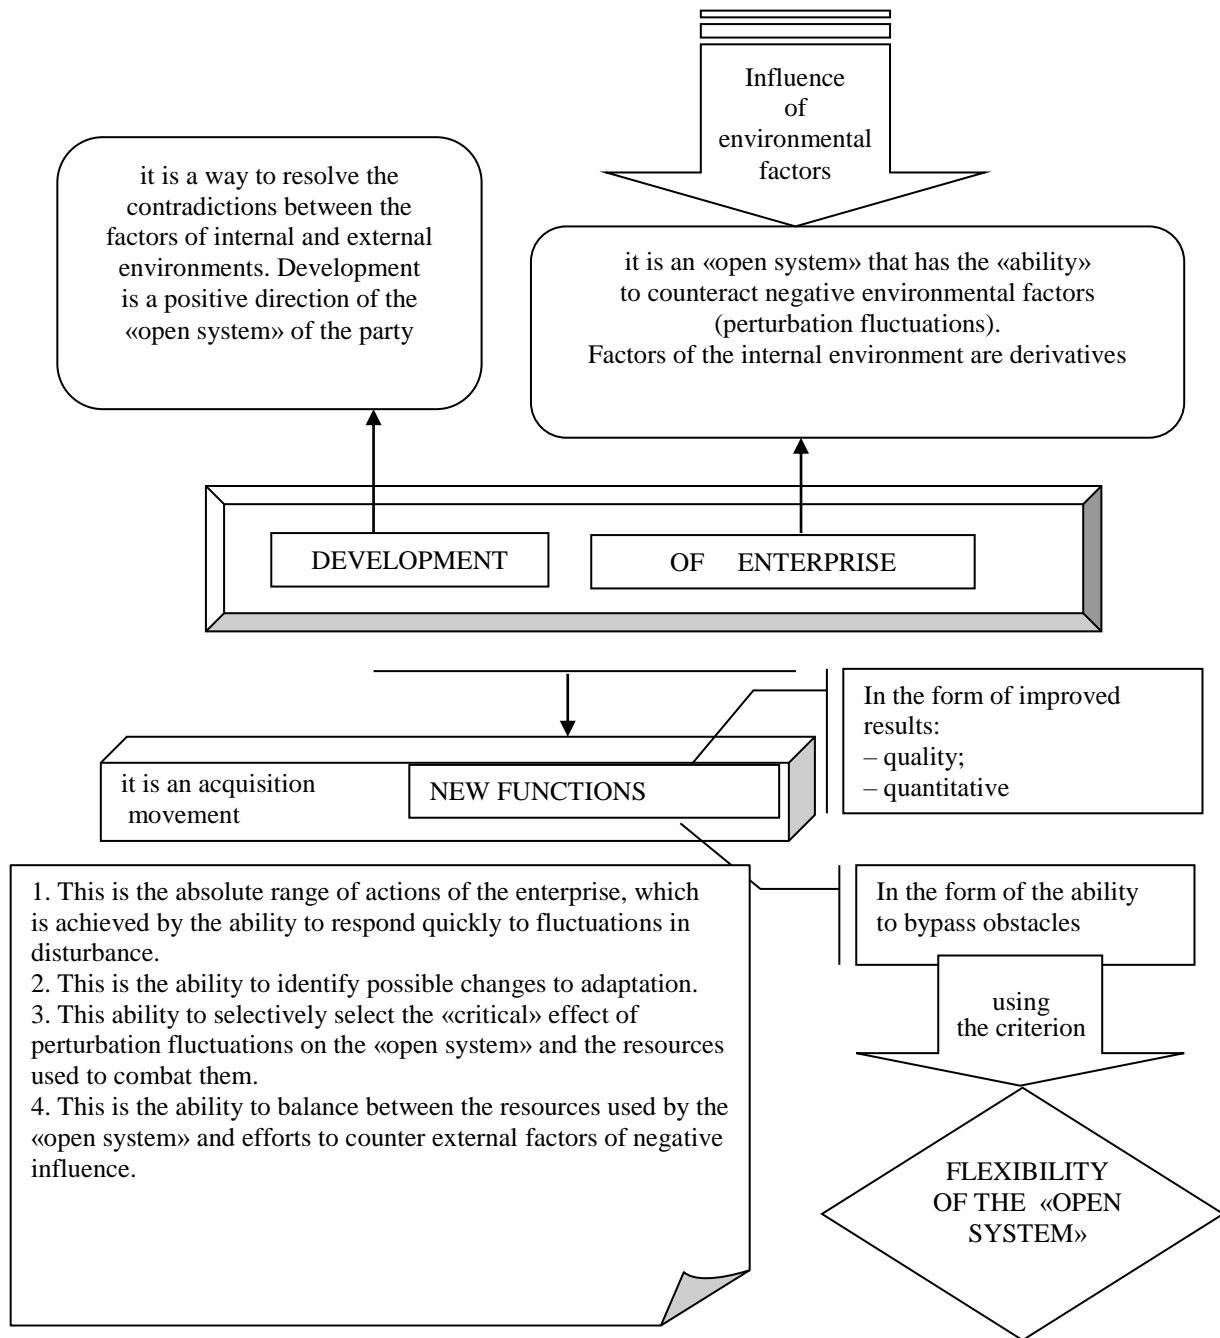 Influence
of
environmental
factors
it is a way to resolve the
contradictions between the
factors of internal and external
environments. Development
is a positive direction of the
«open system» of the party
it is an «open system» that has the «ability»
to counteract negative environmental factors
(perturbation fluctuations).
Factors of the internal environment are derivatives
DEVELOPMENT
OF ENTERPRISE
In the form of improved
results:
– quality;
– quantitative
it is an acquisition
movement
NEW FUNCTIONS
1. This is the absolute range of actions of the enterprise, which
is achieved by the ability to respond quickly to fluctuations in
disturbance.
2. This is the ability to identify possible changes to adaptation.
3. This ability to selectively select the «critical» effect of
perturbation fluctuations on the «open system» and the resources
used to combat them.
4. This is the ability to balance between the resources used by the
«open system» and efforts to counter external factors of negative
influence.
In the form of the ability
to bypass obstacles
using
the criterion
FLEXIBILITY
OF THE «OPEN
SYSTEM»